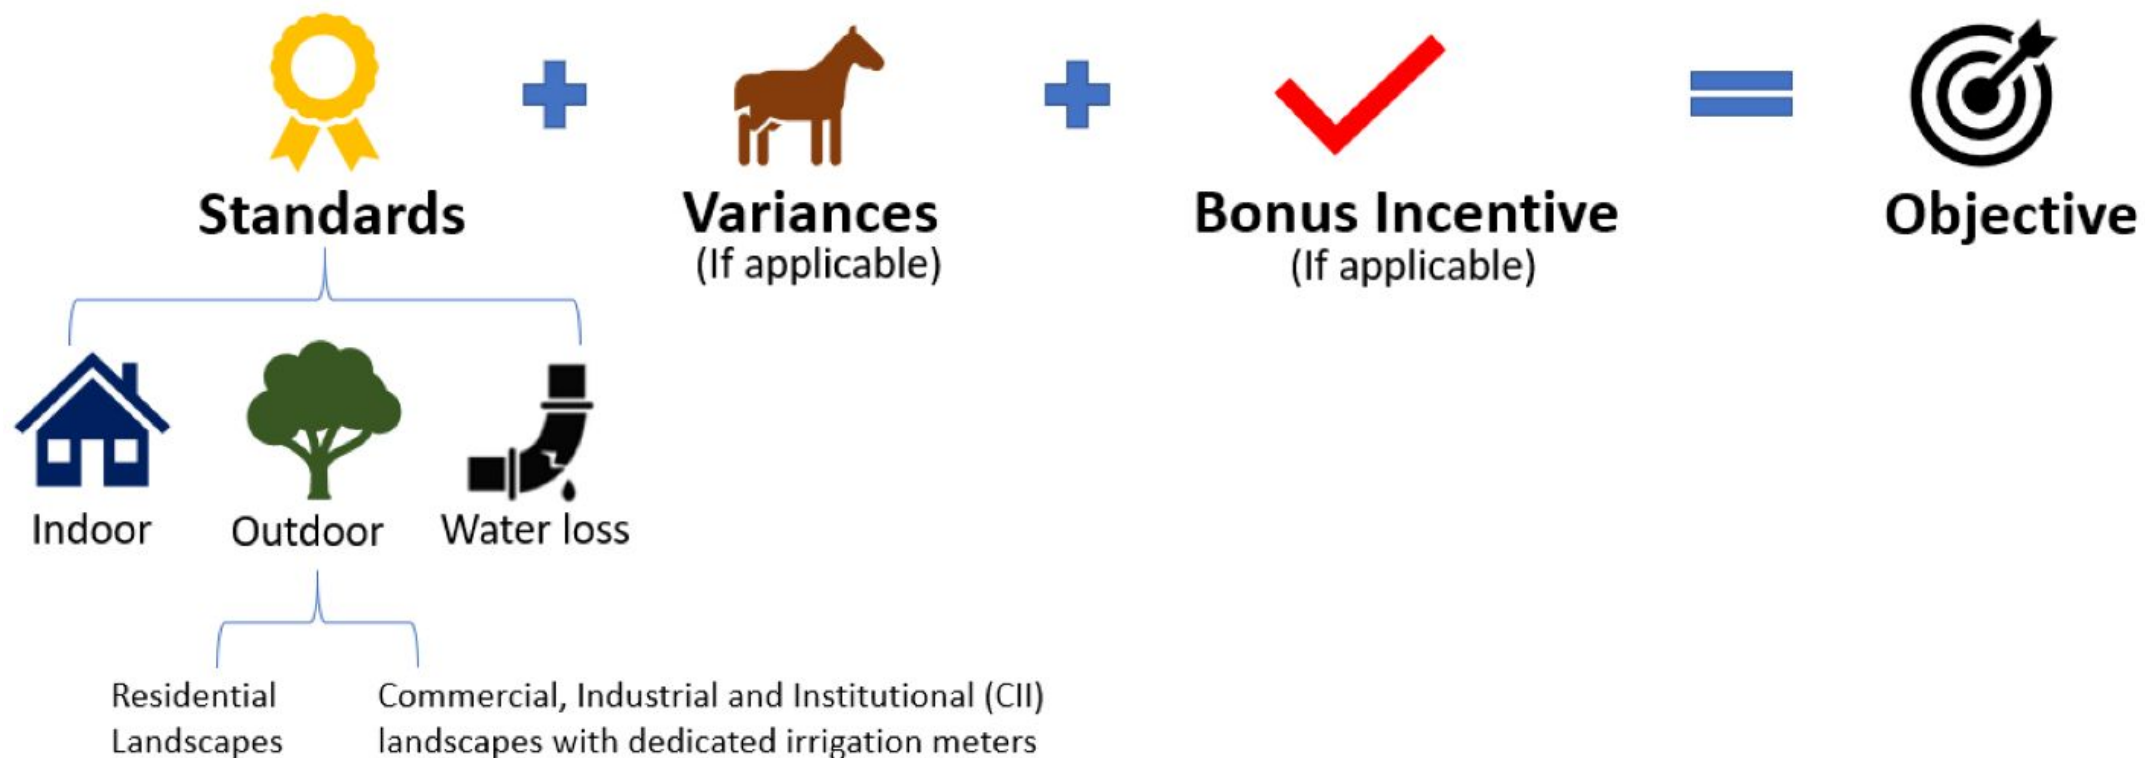 Standards
Variances
(If applicable)
Bonus Incentive
(If applicable)
Objective
Indoor
Outdoor
Water loss
Residential
Landscapes
Commercial, Industrial and Institutional (CII)
landscapes with dedicated irrigation meters